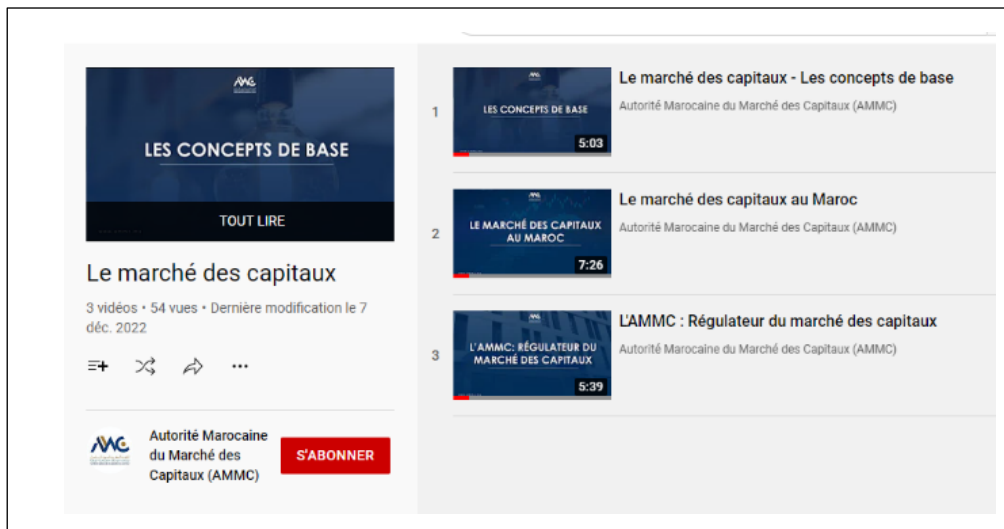 LES CONCEPTS DE BASE
TOUT LIRE
Le marché des capitaux
3 vidéos • 54 vues • Dernière modification le 7
déc. 2022
Autorité Marocaine
du Marché des
Capitaux (AMMC)
S'ABONNER
1
LES CONCEPTS DE BASE
5:03
Le marché des capitaux - Les concepts de base
Autorité Marocaine du Marché des Capitaux (AMMC)
2
LE MARCHÉ DES CAPITAUX
AU MAROC
7:26
Le marché des capitaux au Maroc
Autorité Marocaine du Marché des Capitaux (AMMC)
3
L'AMMC: RÉGULATEUR DU
MARCHÉ DES CAPITAUX
5:39
L'AMMC : Régulateur du marché des capitaux
Autorité Marocaine du Marché des Capitaux (AMMC)